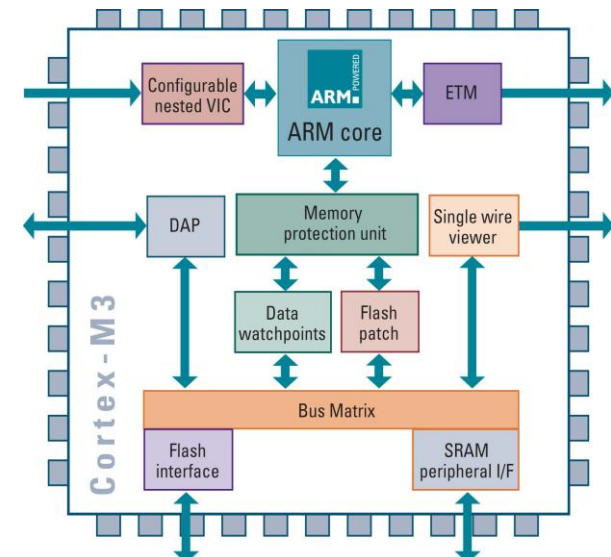 Configurable
nested VIC
ARM POWERED
ARM core
ETM
DAP
Memory
protection unit
Single wire
viewer
Data
watchpoints
Flash
patch
Bus Matrix
Flash
interface
SRAM
peripheral I/F
Cortex-M3